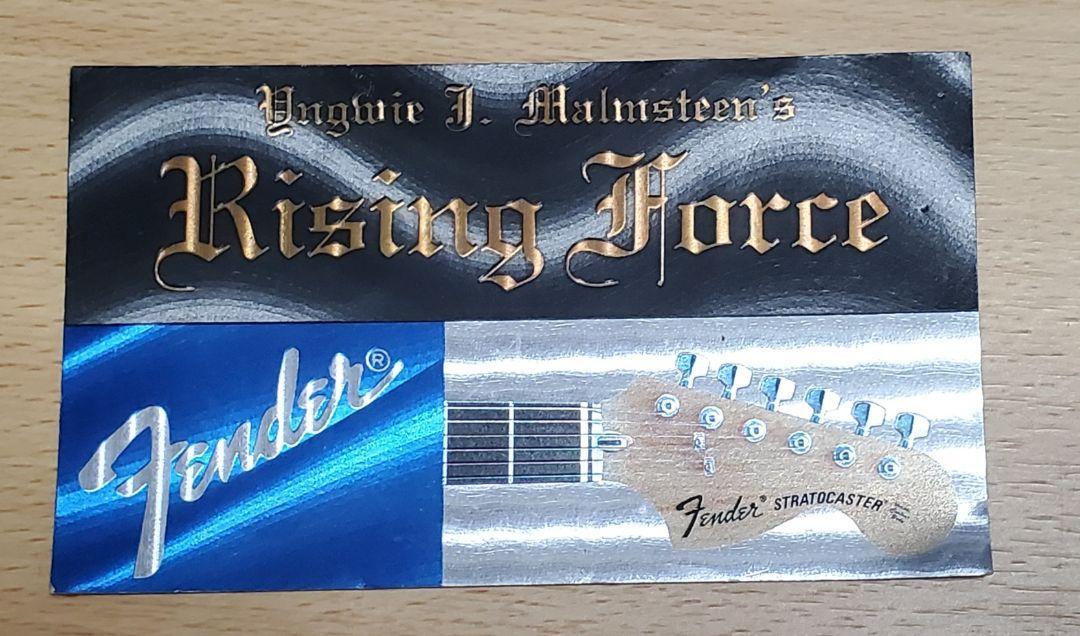 Yngwie J. Malmsteen's
Rising Force
Fender®
Fender® STRATOCASTER®